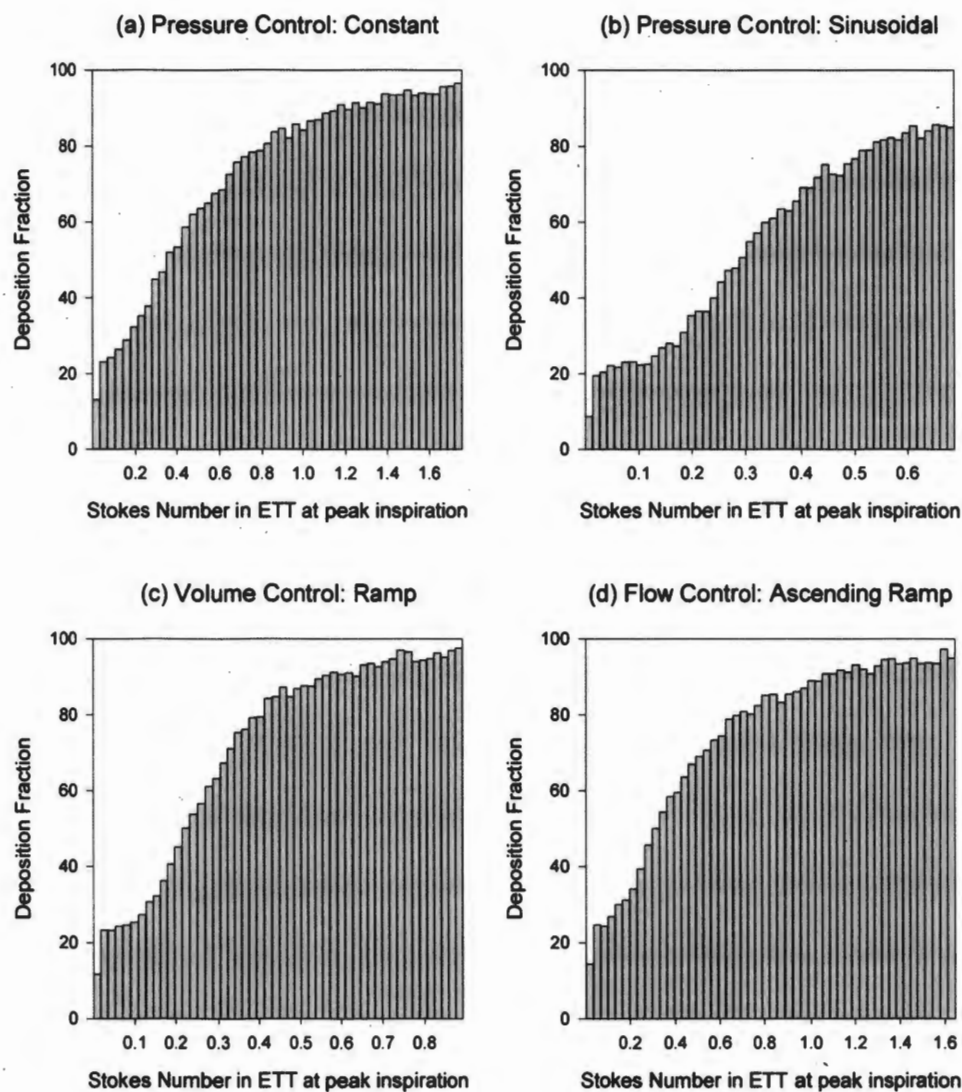 (a) Pressure Control: Constant
(b) Pressure Control: Sinusoidal
100
80
60
40
20
0
Deposition Fraction
0.2 0.4 0.6 0.8 1.0 1.2 1.4 1.6
Stokes Number in ETT at peak inspiration
100
80
60
40
20
0
Deposition Fraction
0.1 0.2 0.3 0.4 0.5 0.6
Stokes Number in ETT at peak inspiration
(c) Volume Control: Ramp
(d) Flow Control: Ascending Ramp
100
80
60
40
20
0
Deposition Fraction
0.1 0.2 0.3 0.4 0.5 0.6 0.7 0.8
Stokes Number in ETT at peak inspiration
100
80
60
40
20
0
Deposition Fraction
0.2 0.4 0.6 0.8 1.0 1.2 1.4 1.6
Stokes Number in ETT at peak inspiration